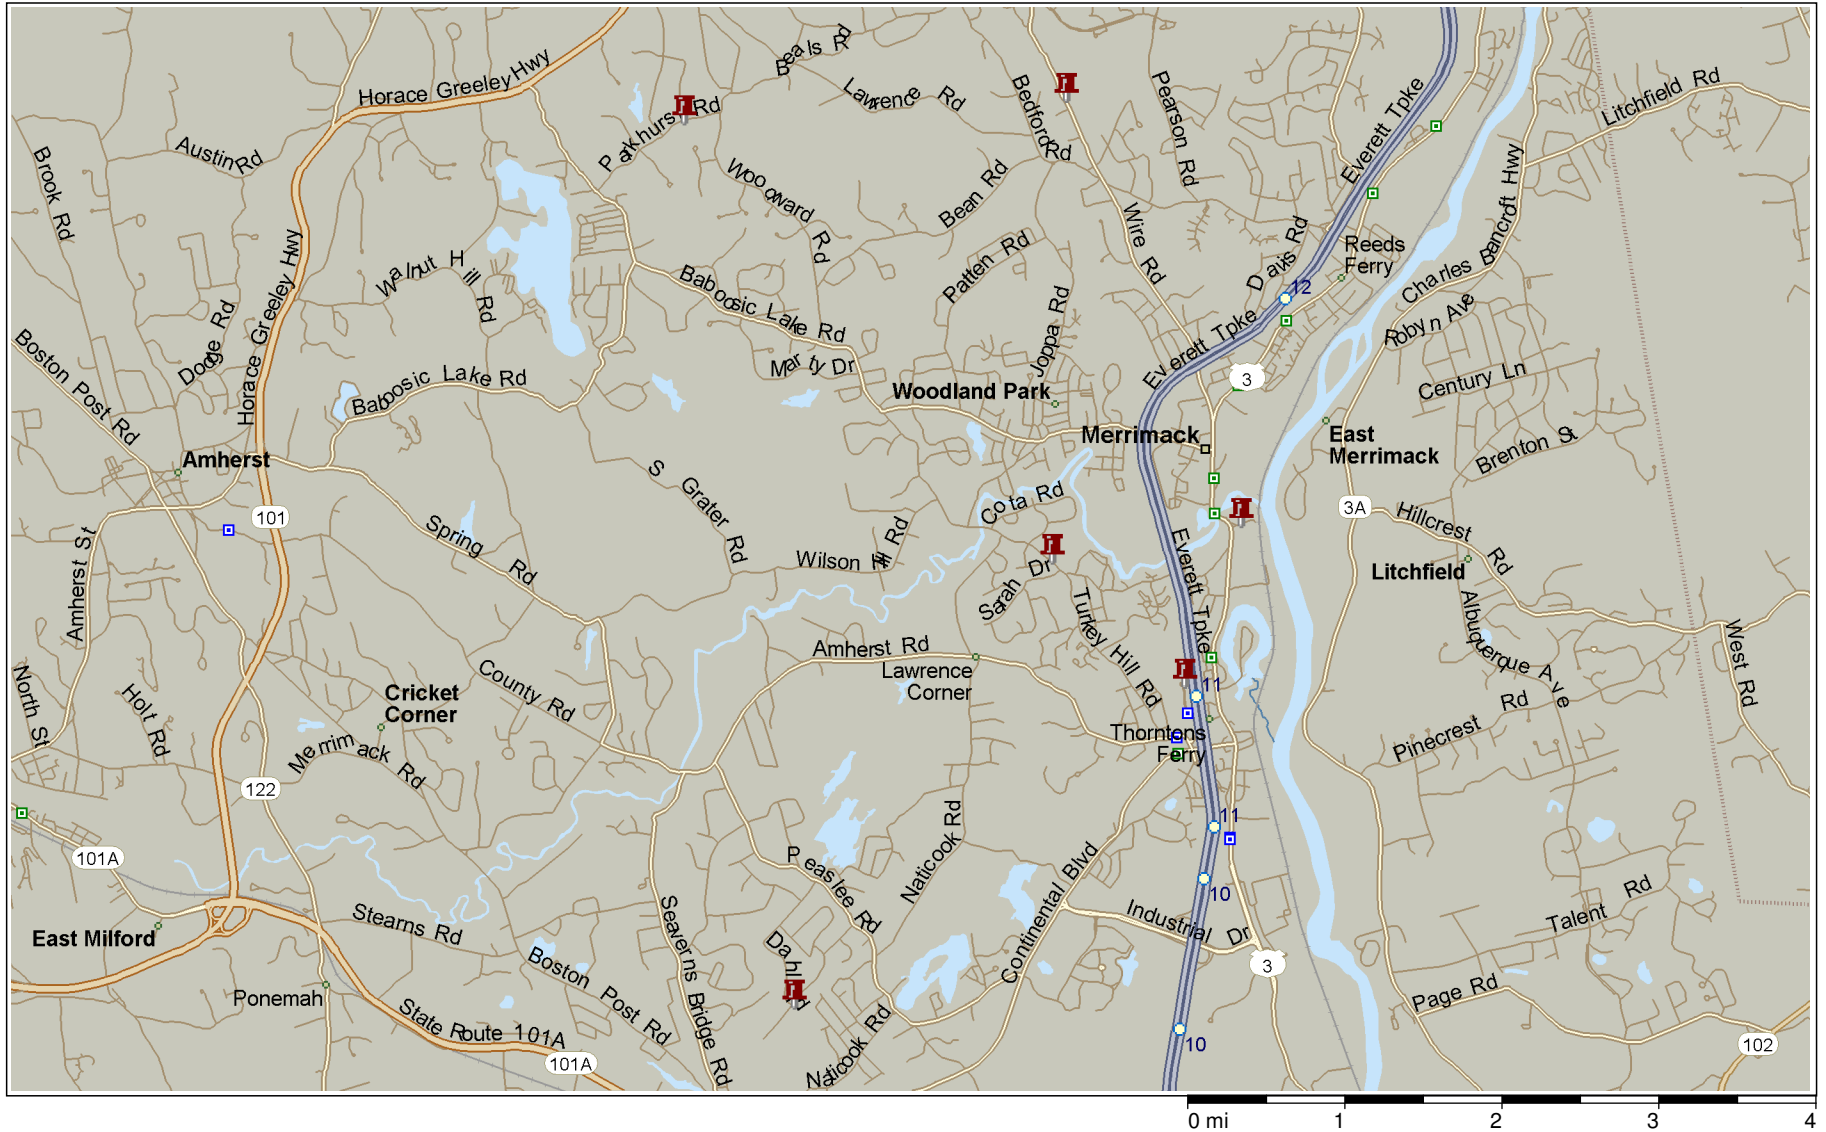 Horace Greeley Hwy
Beals Rd
Lawrence Rd
Bedford Rd
Pearson Rd
Everett Tpke
Litchfield Rd
Parkhurst Rd
Austin Rd
Brook Rd
Woodward Rd
Bean Rd
Wire Rd
Davis Rd
Reeds
Ferry
Charles Bancroft Hwy
Walnut Hill Rd
Patten Rd
Horace Greeley Hwy
12
Baboosic Lake Rd
Robyn Ave
Dodge Rd
Joppa Rd
Everett Tpke
Boston Post Rd
Marty Dr
Baboosic Lake Rd
3
Century Ln
Woodland Park
Merrimack
East
Merrimack
Brenton St
Amherst
S Grater Rd
Cota Rd
101
3A
Hillcrest Rd
Spring Rd
Wilson Hill Rd
Everett Tpke
Amherst St
Sarah Dr
Litchfield
Turkey Hill Rd
Albuquerque Ave
West Rd
Amherst Rd
Lawrence
Corner
County Rd
North St
Holt Rd
Cricket
Corner
11
Pinecrest Rd
Thorntons
Ferry
Merrimack Rd
122
11
101A
Peaslee Rd
Naticook Rd
Continental Blvd
10
Talent Rd
Stearns Rd
Seaverns Bridge Rd
Industrial Dr
East Milford
Dahl Rd
Boston Post Rd
3
Ponemah
Page Rd
State Route 101A
Naticook Rd
10
102
101A
0 mi 1 2 3 4